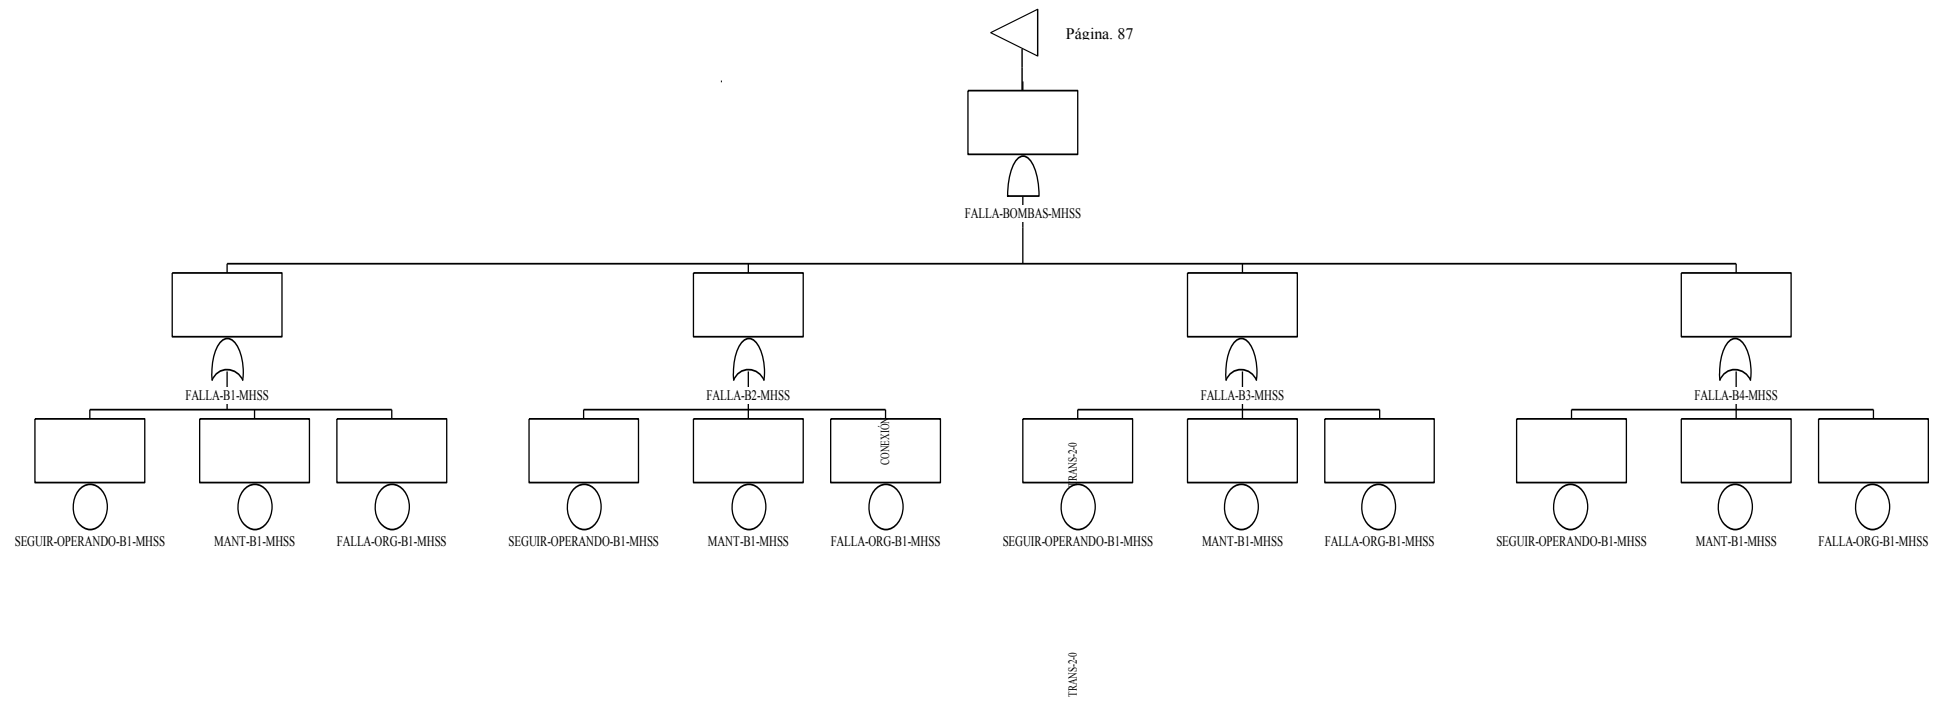 Página. 87
FALLA-BOMBAS-MHSS
FALLA-B1-MHSS
FALLA-B2-MHSS
FALLA-B3-MHSS
FALLA-B4-MHSS
CONEXIÓN
TRANS-2-0
SEGUIR-OPERANDO-B1-MHSS
MANT-B1-MHSS
FALLA-ORG-B1-MHSS
SEGUIR-OPERANDO-B1-MHSS
MANT-B1-MHSS
FALLA-ORG-B1-MHSS
SEGUIR-OPERANDO-B1-MHSS
MANT-B1-MHSS
FALLA-ORG-B1-MHSS
SEGUIR-OPERANDO-B1-MHSS
MANT-B1-MHSS
FALLA-ORG-B1-MHSS
TRANS-2-0